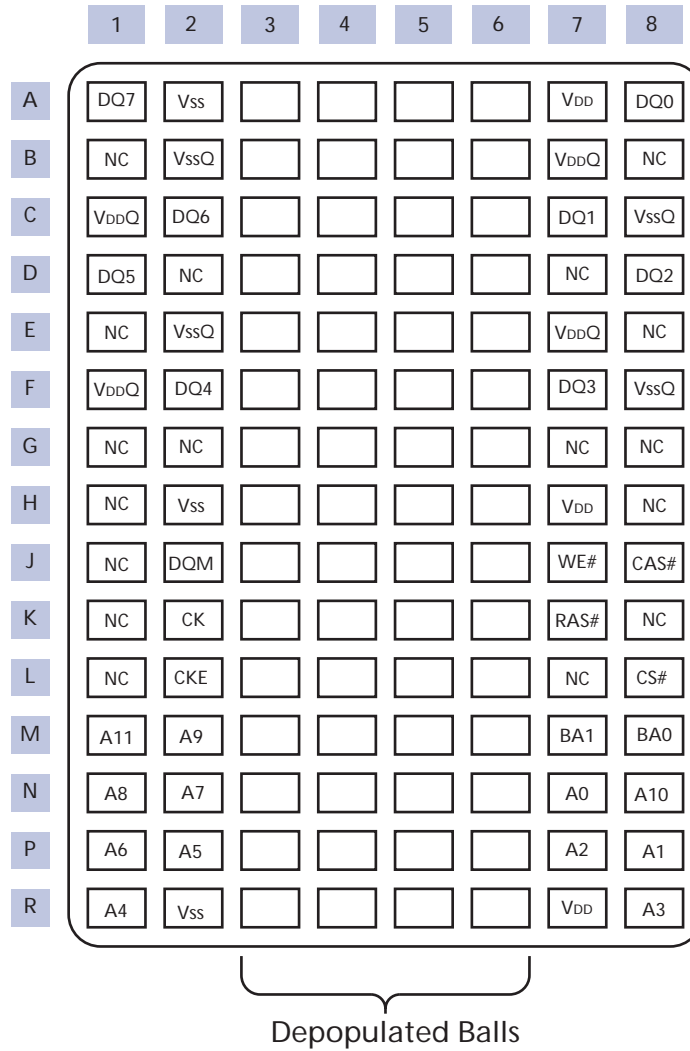 1 2 3 4 5 6 7 8
A DQ7 Vss VDD DQ0
B NC VssQ VDDQ NC
C VDDQ DQ6 DQ1 VssQ
D DQ5 NC NC DQ2
E NC VssQ VDDQ NC
F VDDQ DQ4 DQ3 VssQ
G NC NC NC NC
H NC Vss VDD NC
J NC DQM WE# CAS#
K NC CK RAS# NC
L NC CKE NC CS#
M A11 A9 BA1 BA0
N A8 A7 A0 A10
P A6 A5 A2 A1
R A4 Vss VDD A3
Depopulated Balls